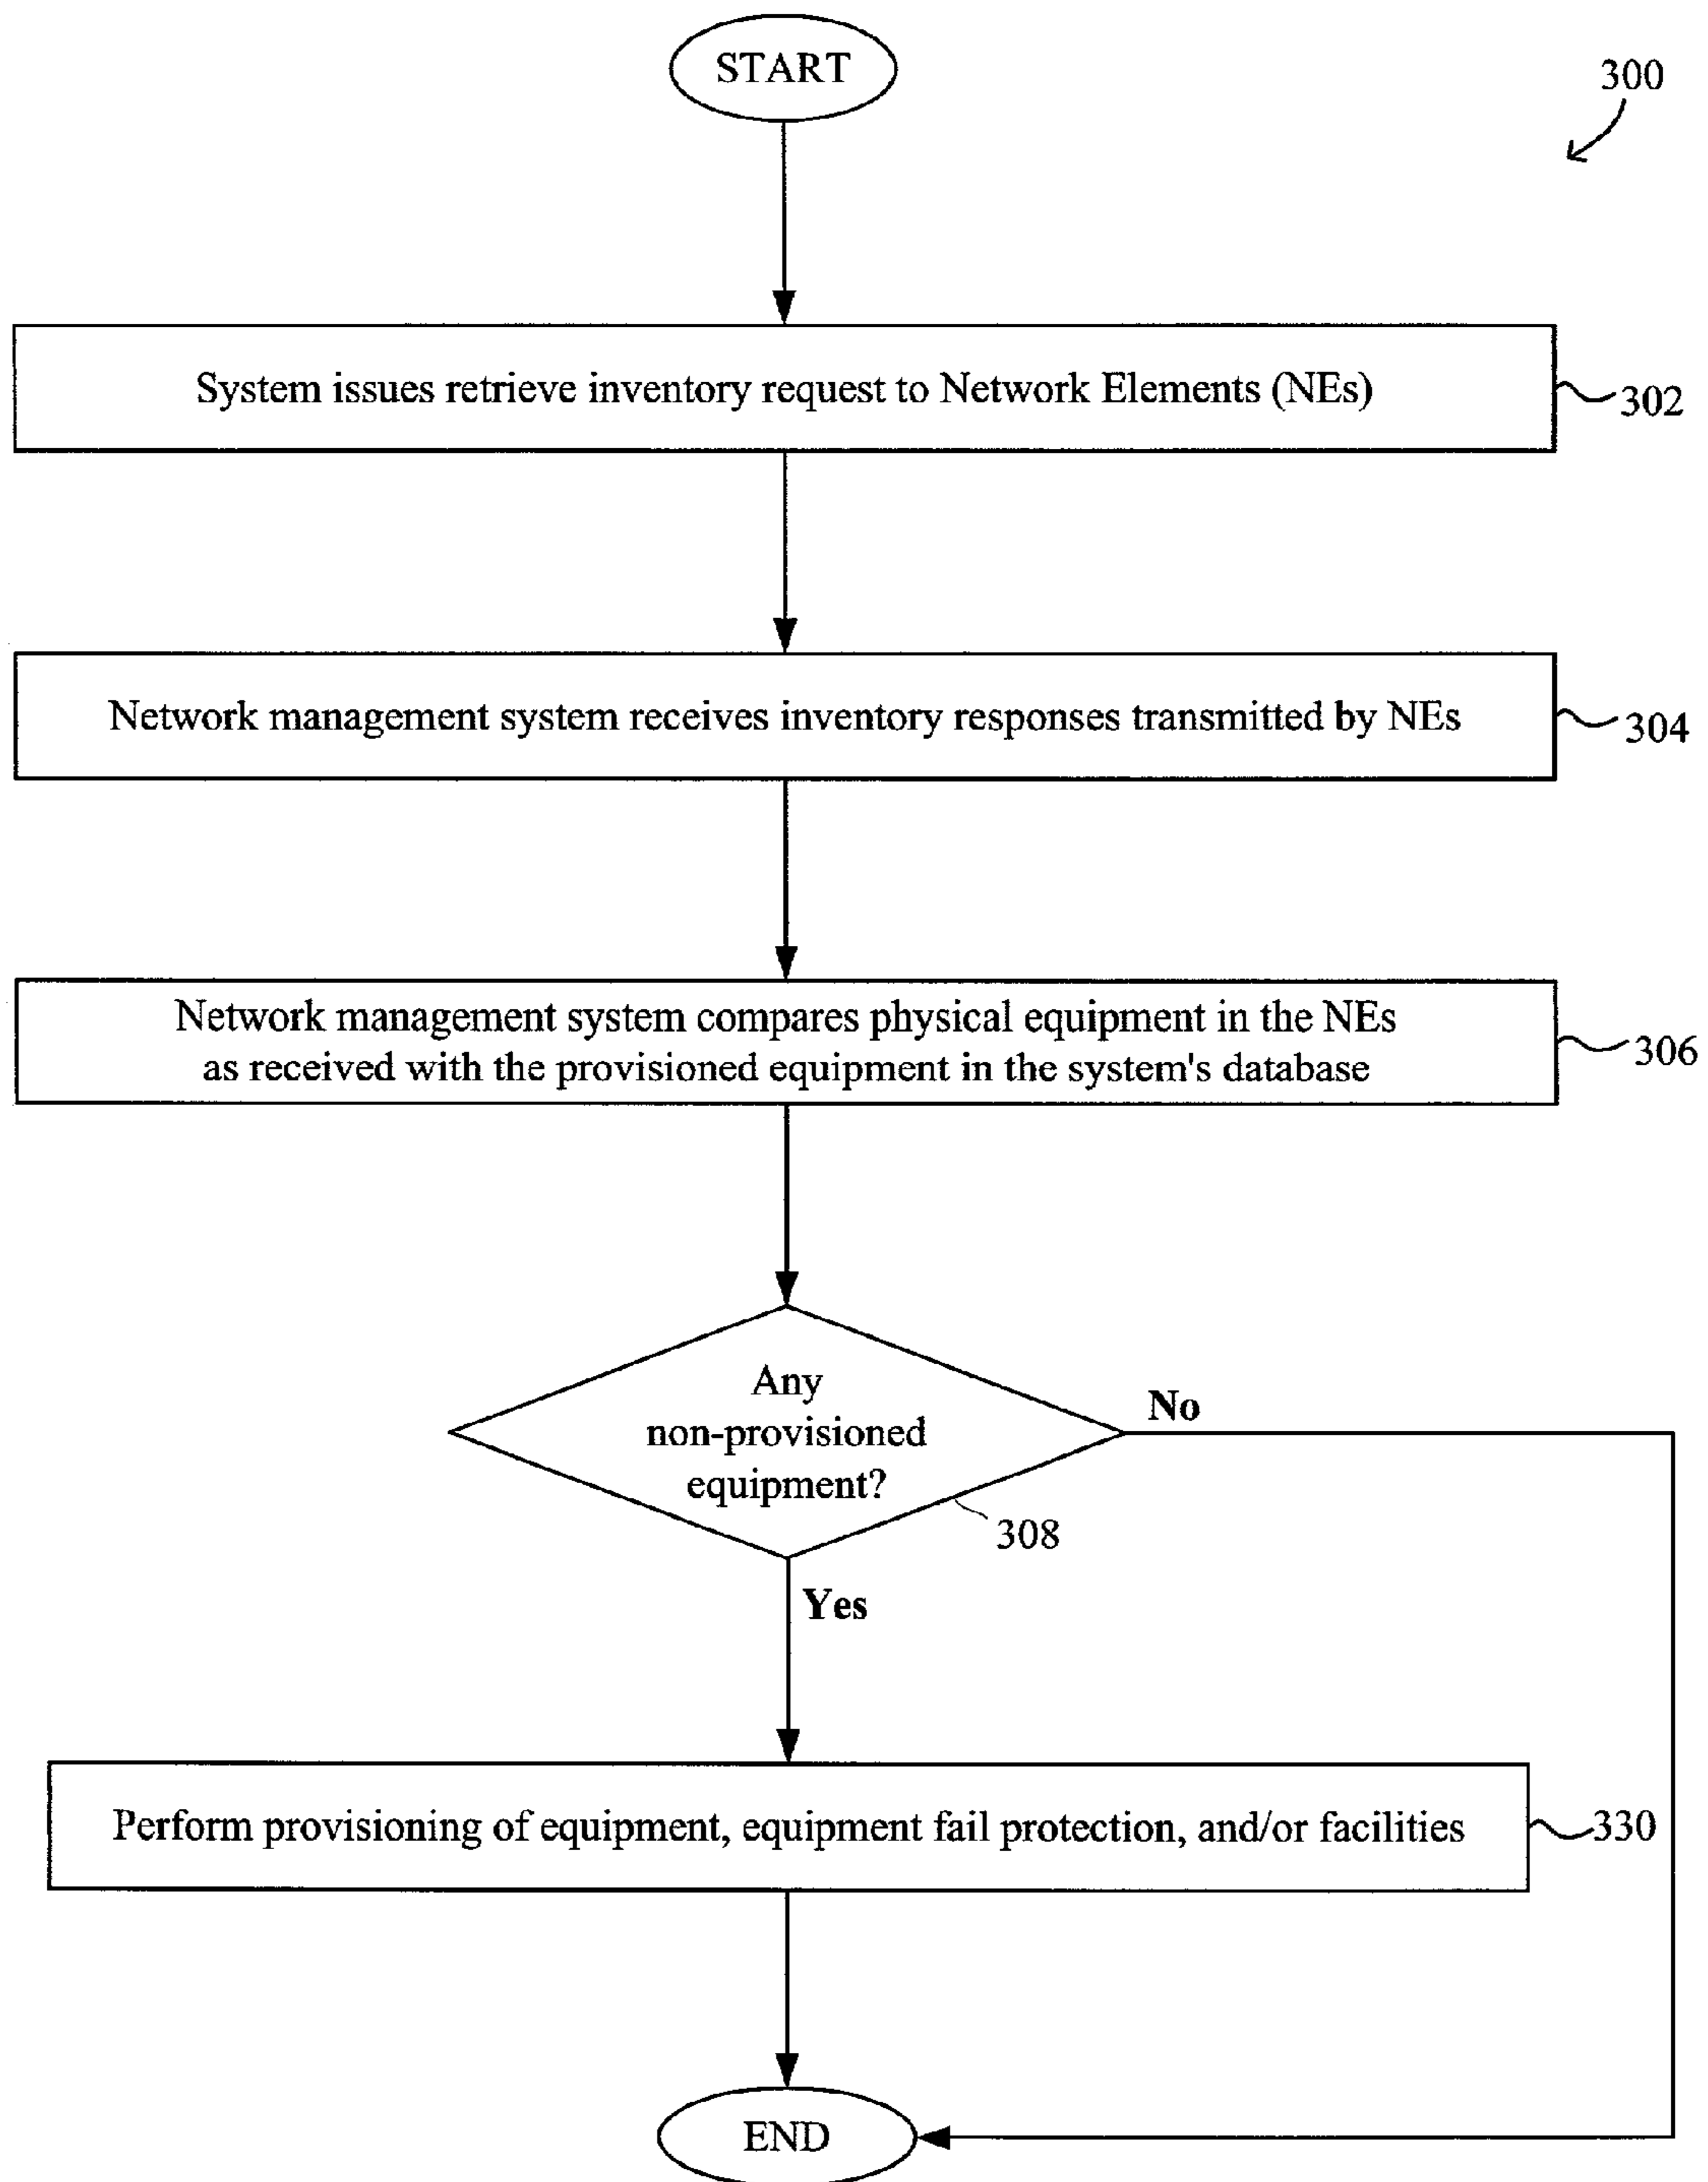 START
300
System issues retrieve inventory request to Network Elements (NEs)
302
Network management system receives inventory responses transmitted by NEs
304
Network management system compares physical equipment in the NEs
as received with the provisioned equipment in the system's database
306
Any
non-provisioned
equipment?
No
308
Yes
Perform provisioning of equipment, equipment fail protection, and/or facilities
330
END